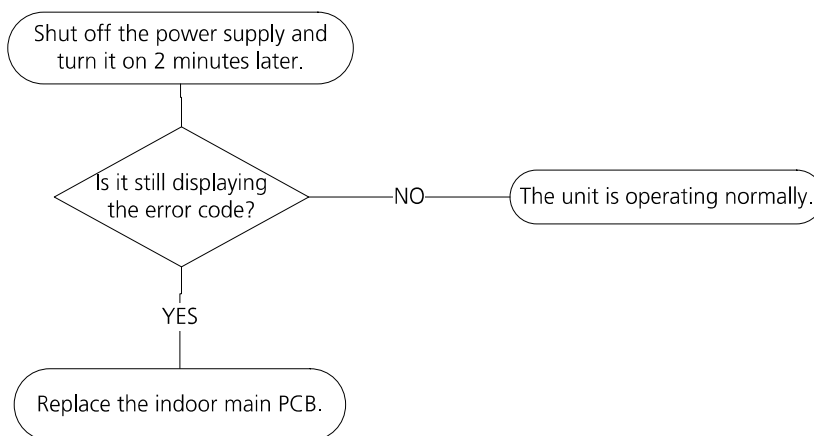 Shut off the power supply and
turn it on 2 minutes later.
Is it still displaying
the error code?
NO
The unit is operating normally.
YES
Replace the indoor main PCB.